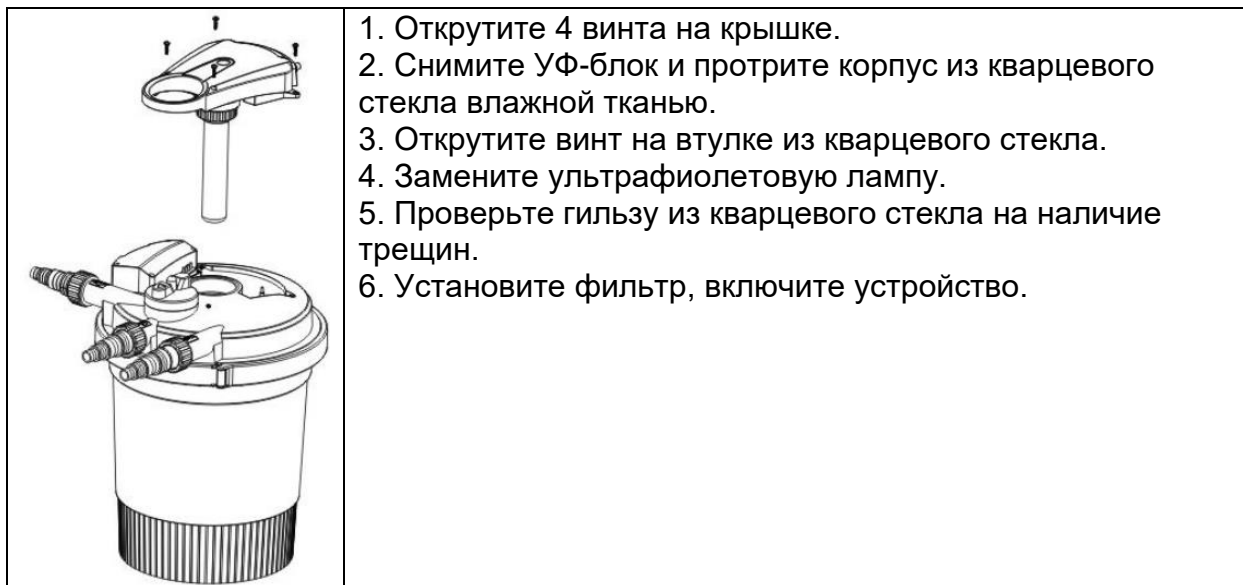 1. Открутите 4 винта на крышке.
2. Снимите УФ-блок и протрите корпус из кварцевого
стекла влажной тканью.
3. Открутите винт на втулке из кварцевого стекла.
4. Замените ультрафиолетовую лампу.
5. Проверьте гильзу из кварцевого стекла на наличие
трещин.
6. Установите фильтр, включите устройство.